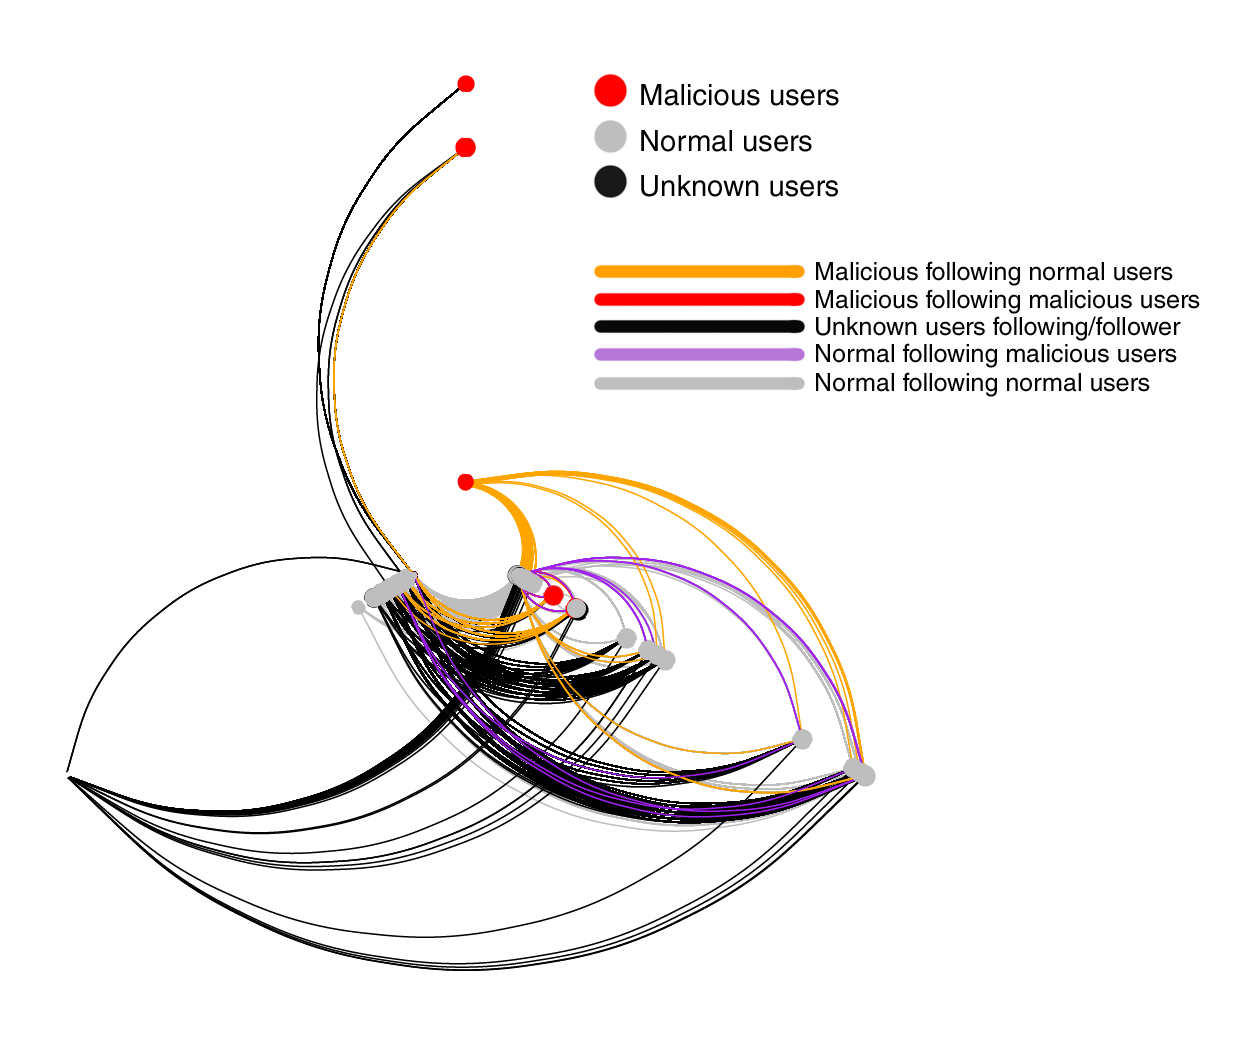 Malicious users
Normal users
Unknown users
Malicious following normal users
Malicious following malicious users
Unknown users following/follower
Normal following malicious users
Normal following normal users